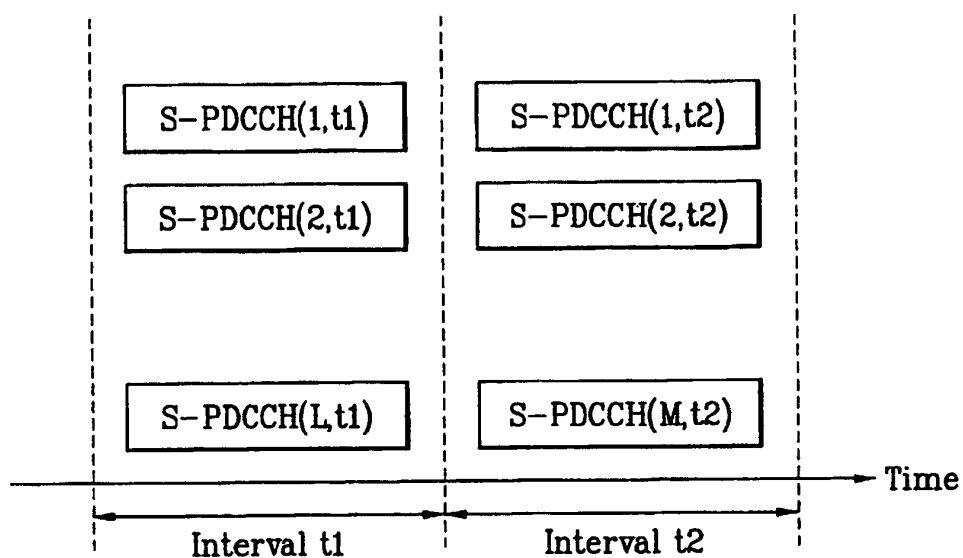 S-PDCCH(1,t1) S-PDCCH(1,t2)
S-PDCCH(2,t1) S-PDCCH(2,t2)
S-PDCCH(L,t1) S-PDCCH(M,t2)
Time
Interval t1 Interval t2